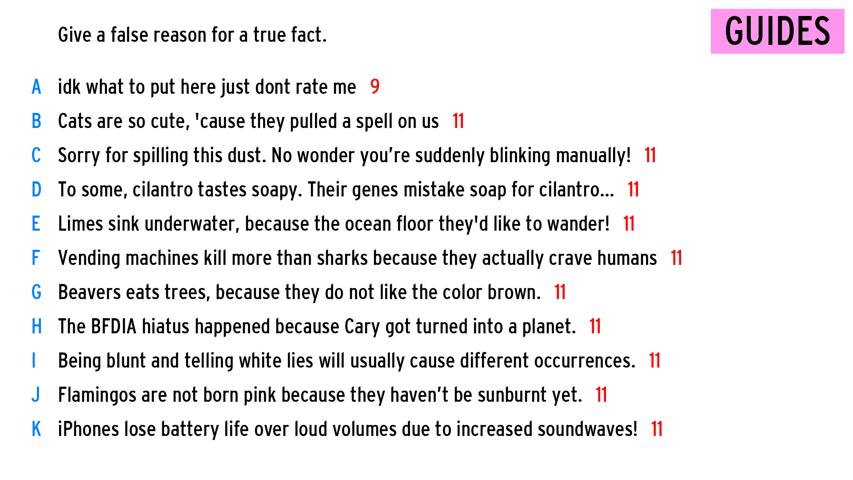 Give a false reason for a true fact.
GUIDES
A idk what to put here just dont rate me 9
B Cats are so cute, 'cause they pulled a spell on us 11
C Sorry for spilling this dust. No wonder you're suddenly blinking manually! 11
D To some, cilantro tastes soapy. Their genes mistake soap for cilantro... 11
E Limes sink underwater, because the ocean floor they'd like to wander! 11
F Vending machines kill more than sharks because they actually crave humans 11
G Beavers eats trees, because they do not like the color brown. 11
H The BFDIA hiatus happened because Cary got turned into a planet. 11
I Being blunt and telling white lies will usually cause different occurrences. 11
J Flamingos are not born pink because they haven't be sunburnt yet. 11
K iPhones lose battery life over loud volumes due to increased soundwaves! 11